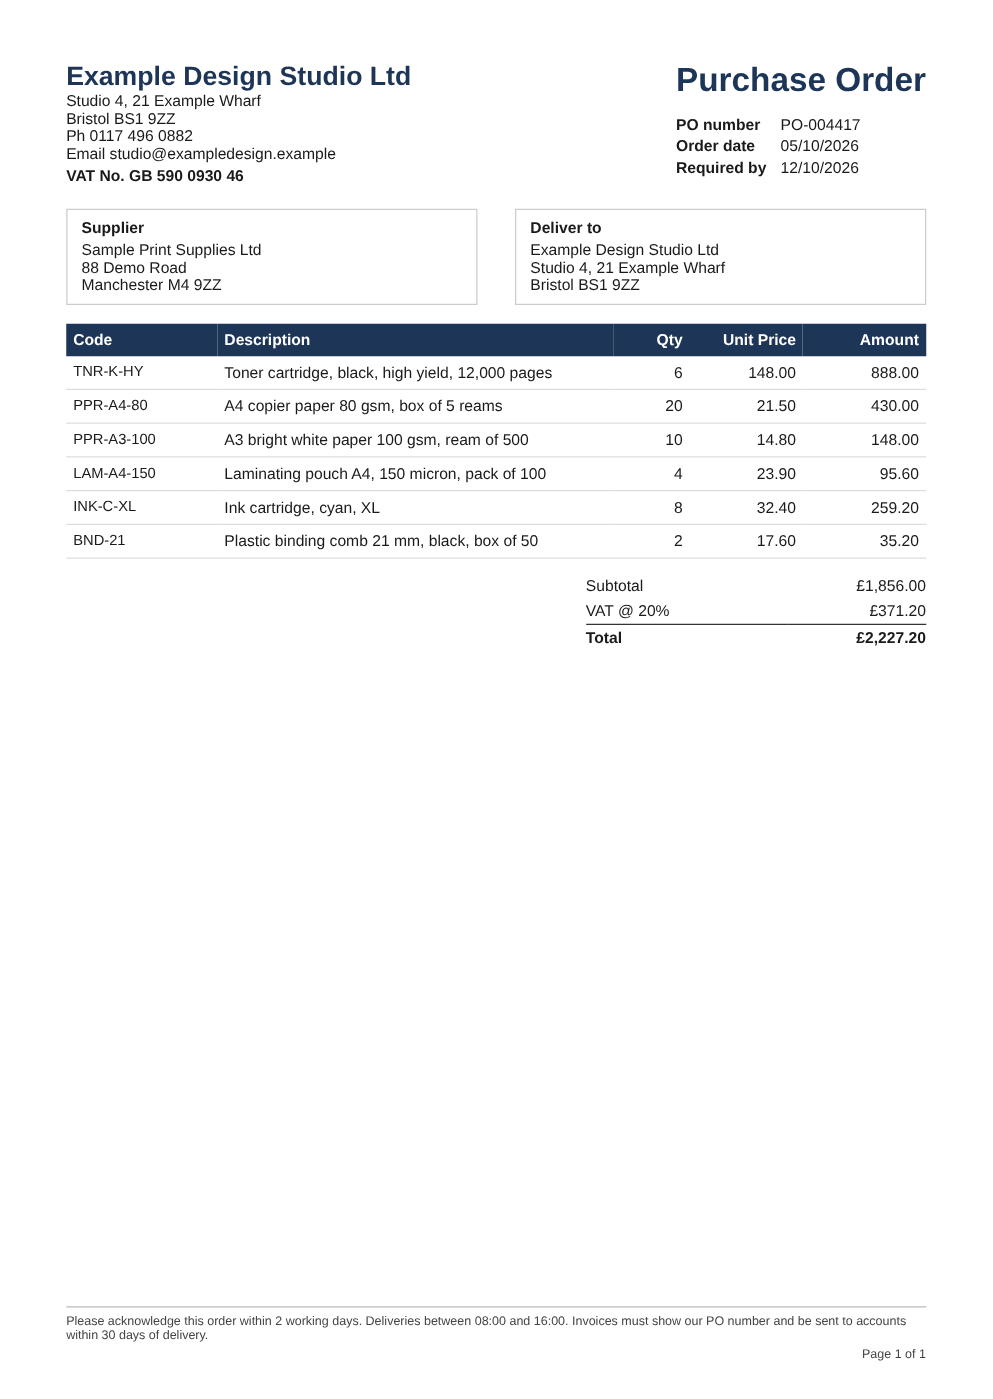 Example Design Studio Ltd
Studio 4, 21 Example Wharf
Bristol BS1 9ZZ
Ph 0117 496 0882
Email studio@exampledesign.example
VAT No. GB 590 0930 46
Purchase Order
PO number PO-004417
Order date 05/10/2026
Required by 12/10/2026
Supplier
Sample Print Supplies Ltd
88 Demo Road
Manchester M4 9ZZ
Deliver to
Example Design Studio Ltd
Studio 4, 21 Example Wharf
Bristol BS1 9ZZ
Code Description Qty Unit Price Amount
TNR-K-HY Toner cartridge, black, high yield, 12,000 pages 6 148.00 888.00
PPR-A4-80 A4 copier paper 80 gsm, box of 5 reams 20 21.50 430.00
PPR-A3-100 A3 bright white paper 100 gsm, ream of 500 10 14.80 148.00
LAM-A4-150 Laminating pouch A4, 150 micron, pack of 100 4 23.90 95.60
INK-C-XL Ink cartridge, cyan, XL 8 32.40 259.20
BND-21 Plastic binding comb 21 mm, black, box of 50 2 17.60 35.20
Subtotal £1,856.00
VAT @ 20% £371.20
Total £2,227.20
Please acknowledge this order within 2 working days. Deliveries between 08:00 and 16:00. Invoices must show our PO number and be sent to accounts
within 30 days of delivery.
Page 1 of 1